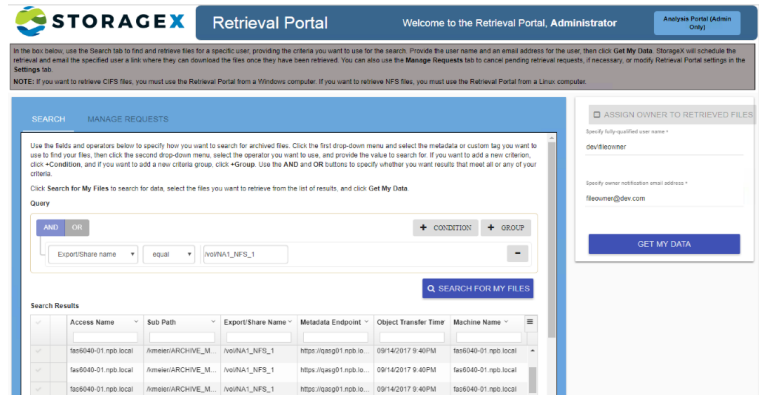 STORAGEX
Retrieval Portal
Welcome to the Retrieval Portal, Administrator
Analysis Portal (Admin
Only)
In the box below, use the Search tab to find and retrieve files for a specific user, providing the criteria you want to use for the search. Provide the user name and an email address for the user, then click Get My Data. StorageX will schedule the
retrieval and email the specified user a link where they can download the files once they have been retrieved. You can also use the Manage Requests tab to cancel pending retrieval requests, if necessary, or modify Retrieval Portal settings in the
Settings tab.
NOTE: If you want to retrieve CIFS files, you must use the Retrieval Portal from a Windows computer. If you want to retrieve NFS files, you must use the Retrieval Portal from a Linux computer.
SEARCH MANAGE REQUESTS
Use the fields and operators below to specify how you want to search for archived files. Click the first drop-down menu and select the metadata or custom tag you want to
use to find your files, then click the second drop-down menu, select the operator you want to use, and provide the value to search for. If you want to add a new criterion,
click +Condition, and if you want to add a new criteria group, click +Group. Use the AND and OR buttons to specify whether you want results that meet all or any of your
criteria.
Click Search for My Files to search for data, select the files you want to retrieve from the list of results, and click Get My Data.
Query
AND OR + CONDITION + GROUP
Export/Share name equal /vol/NA1_NFS_1
SEARCH FOR MY FILES
Search Results
Access Name Sub Path Export/Share Name Metadata Endpoint Object Transfer Time Machine Name
fas6040-01.npb.local /kmeier/ARCHIVE_M... /vol/NA1_NFS_1 https://qasg01.npb.lo... 09/14/2017 9:40PM fas6040-01.npb.local
fas6040-01.npb.local /kmeier/ARCHIVE_M... /vol/NA1_NFS_1 https://qasg01.npb.lo... 09/14/2017 9:40PM fas6040-01.npb.local
fas6040-01.npb.local /kmeier/ARCHIVE_M... /vol/NA1_NFS_1 https://qasg01.npb.lo... 09/14/2017 9:40PM fas6040-01.npb.local
ASSIGN OWNER TO RETRIEVED FILES
Specify fully-qualified user name *
dev\fileowner
Specify owner notification email address *
fileowner@dev.com
GET MY DATA